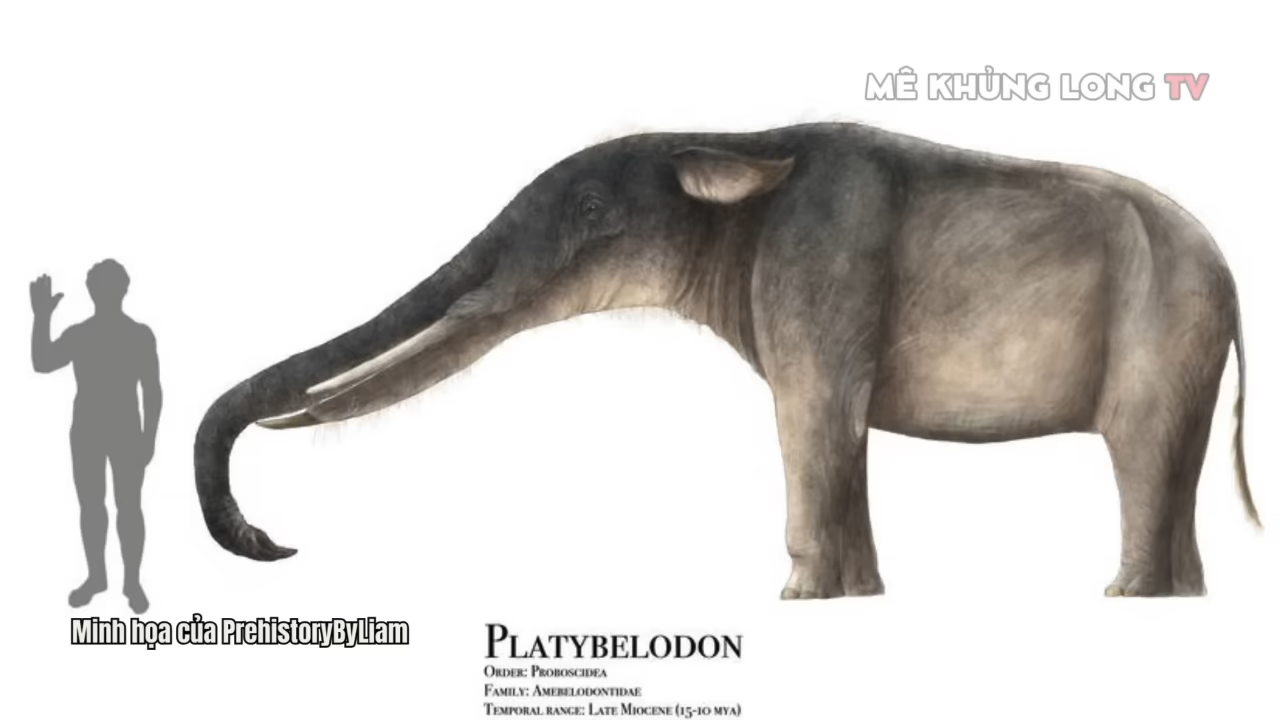 MÊ KHỦNG LONG TV
Minh họa của PrehistoryByLiam
PLATYBELODON
ORDER: PROBOSCIDEA
FAMILY: AMEBELODONTIDAE
TEMPORAL RANGE: LATE MIOCENE (15-10 MYA)